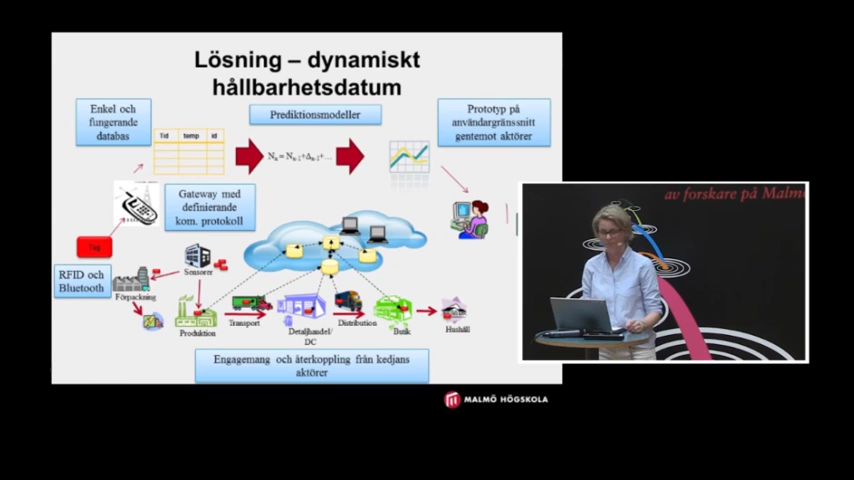 Lösning – dynamiskt
hållbarhetsdatum
Enkel och
fungerande
databas
Prediktionsmodeller
Prototyp på
användargränssnitt
gentemot aktörer
Tid temp id
Gateway med
definierande
kom. protokoll
Tag
RFID och
Bluetooth
Sensorer
Förpackning
Produktion
Transport
Detaljhandel/
DC
Distribution
Butik
Hushåll
Engagemang och återkoppling från kedjans
aktörer
MALMÖ HÖGSKOLA
av forskare på Malmö